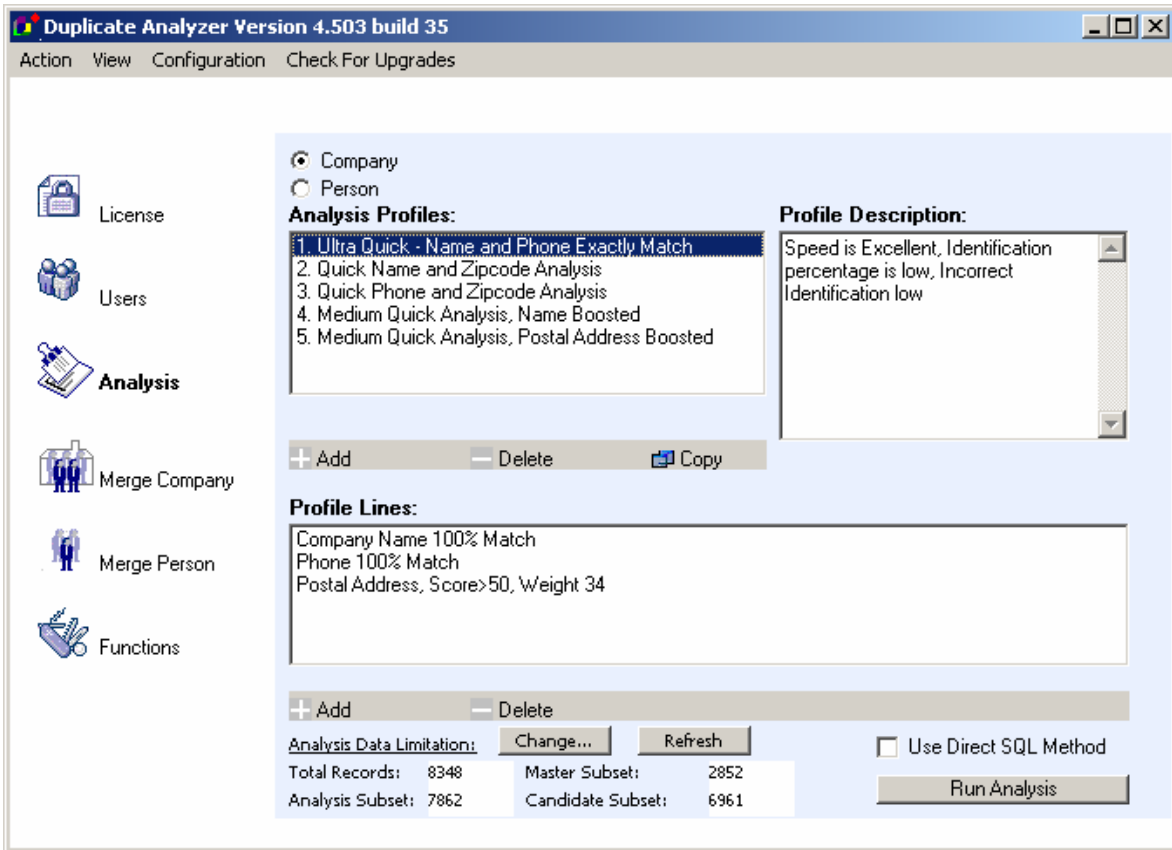 Duplicate Analyzer Version 4.503 build 35
Action View Configuration Check For Upgrades
License
Users
Analysis
Merge Company
Merge Person
Functions
Company
Person
Analysis Profiles:
1. Ultra Quick - Name and Phone Exactly Match
2. Quick Name and Zipcode Analysis
3. Quick Phone and Zipcode Analysis
4. Medium Quick Analysis, Name Boosted
5. Medium Quick Analysis, Postal Address Boosted
Profile Description:
Speed is Excellent, Identification
percentage is low, Incorrect
Identification low
Add Delete Copy
Profile Lines:
Company Name 100% Match
Phone 100% Match
Postal Address, Score>50, Weight 34
Add Delete
Analysis Data Limitation: Change... Refresh
Use Direct SQL Method
Total Records: 8348 Master Subset: 2852
Analysis Subset: 7862 Candidate Subset: 6961
Run Analysis